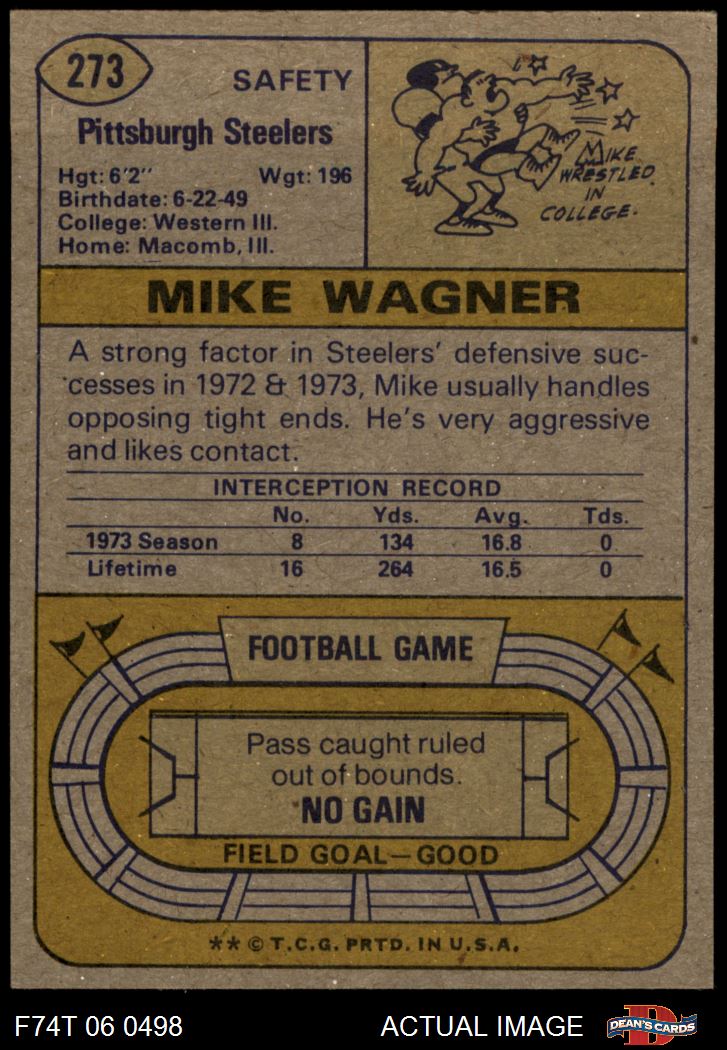 273
SAFETY
Pittsburgh Steelers
Hgt: 6'2" Wgt: 196
Birthdate: 6-22-49
College: Western Ill.
Home: Macomb, Ill.
MIKE
WRESTLED
IN
COLLEGE.
MIKE WAGNER
A strong factor in Steelers' defensive suc-
cesses in 1972 & 1973, Mike usually handles
opposing tight ends. He's very aggressive
and likes contact.
INTERCEPTION RECORD
No. Yds. Avg. Tds.
1973 Season 8 134 16.8 0
Lifetime 16 264 16.5 0
FOOTBALL GAME
Pass caught ruled
out of bounds.
NO GAIN
FIELD GOAL—GOOD
** © T.C.G. PRTD. IN U.S.A.
F74T 06 0498 ACTUAL IMAGE D DEAN'S CARDS